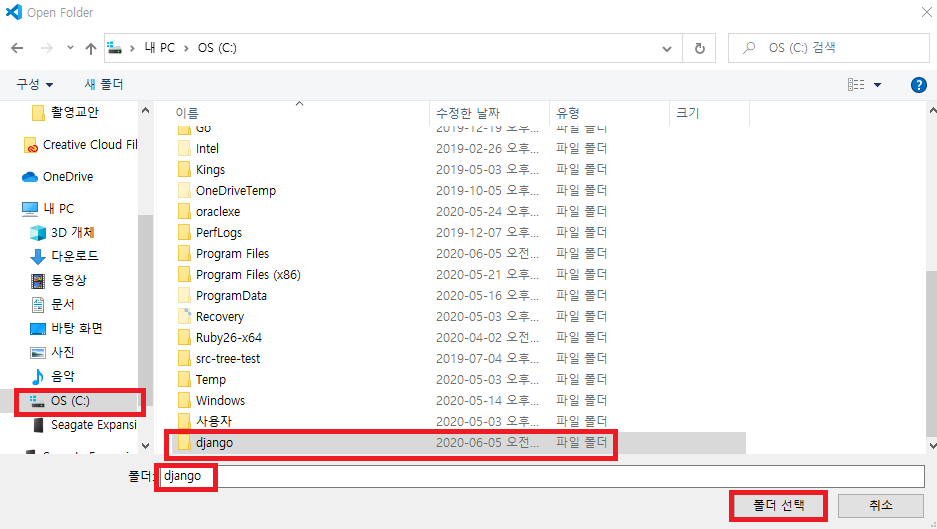 Open Folder
내 PC › OS (C:)
OS (C:) 검색
구성
새 폴더
이름 수정한 날짜 유형 크기
촬영교안
Creative Cloud Fil
OneDrive
내 PC
3D 개체
다운로드
동영상
문서
바탕 화면
사진
음악
OS (C:)
Seagate Expansi
Go 2019-12-19 오후... 파일 폴더
Intel 2019-02-26 오후... 파일 폴더
Kings 2019-05-03 오후... 파일 폴더
OneDriveTemp 2019-10-05 오후... 파일 폴더
oraclexe 2020-05-24 오후... 파일 폴더
PerfLogs 2019-12-07 오후... 파일 폴더
Program Files 2020-06-05 오전... 파일 폴더
Program Files (x86) 2020-05-21 오후... 파일 폴더
ProgramData 2020-05-16 오후... 파일 폴더
Recovery 2020-05-03 오후... 파일 폴더
Ruby26-x64 2020-04-02 오전... 파일 폴더
src-tree-test 2019-07-04 오후... 파일 폴더
Temp 2020-05-03 오후... 파일 폴더
Windows 2020-05-14 오후... 파일 폴더
사용자 2020-05-03 오후... 파일 폴더
django 2020-06-05 오전... 파일 폴더
폴더: django
폴더 선택
취소